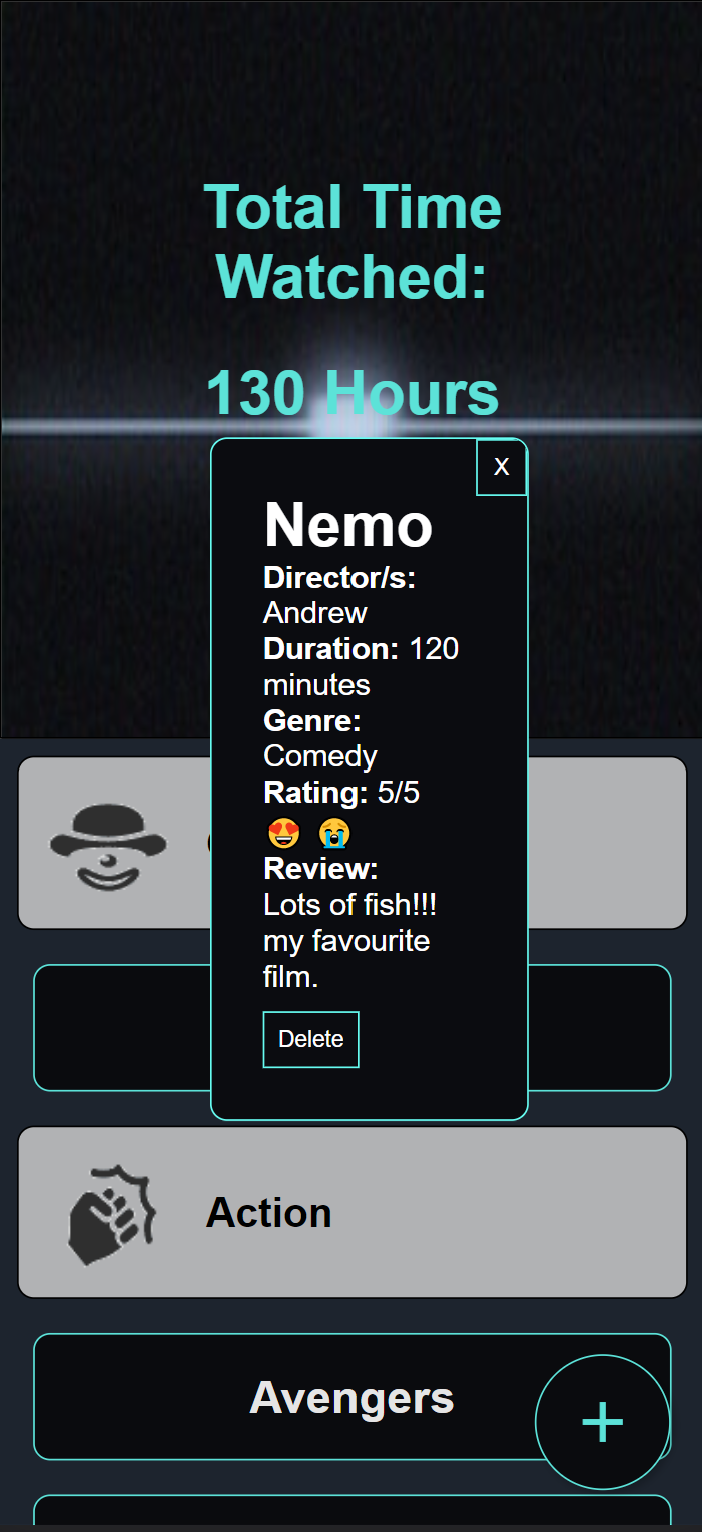 Total Time
Watched:
130 Hours
X
Nemo
Director/s:
Andrew
Duration: 120
minutes
Genre:
Comedy
Rating: 5/5
😍 😭
Review:
Lots of fish!!!
my favourite
film.
Delete
Action
Avengers
+